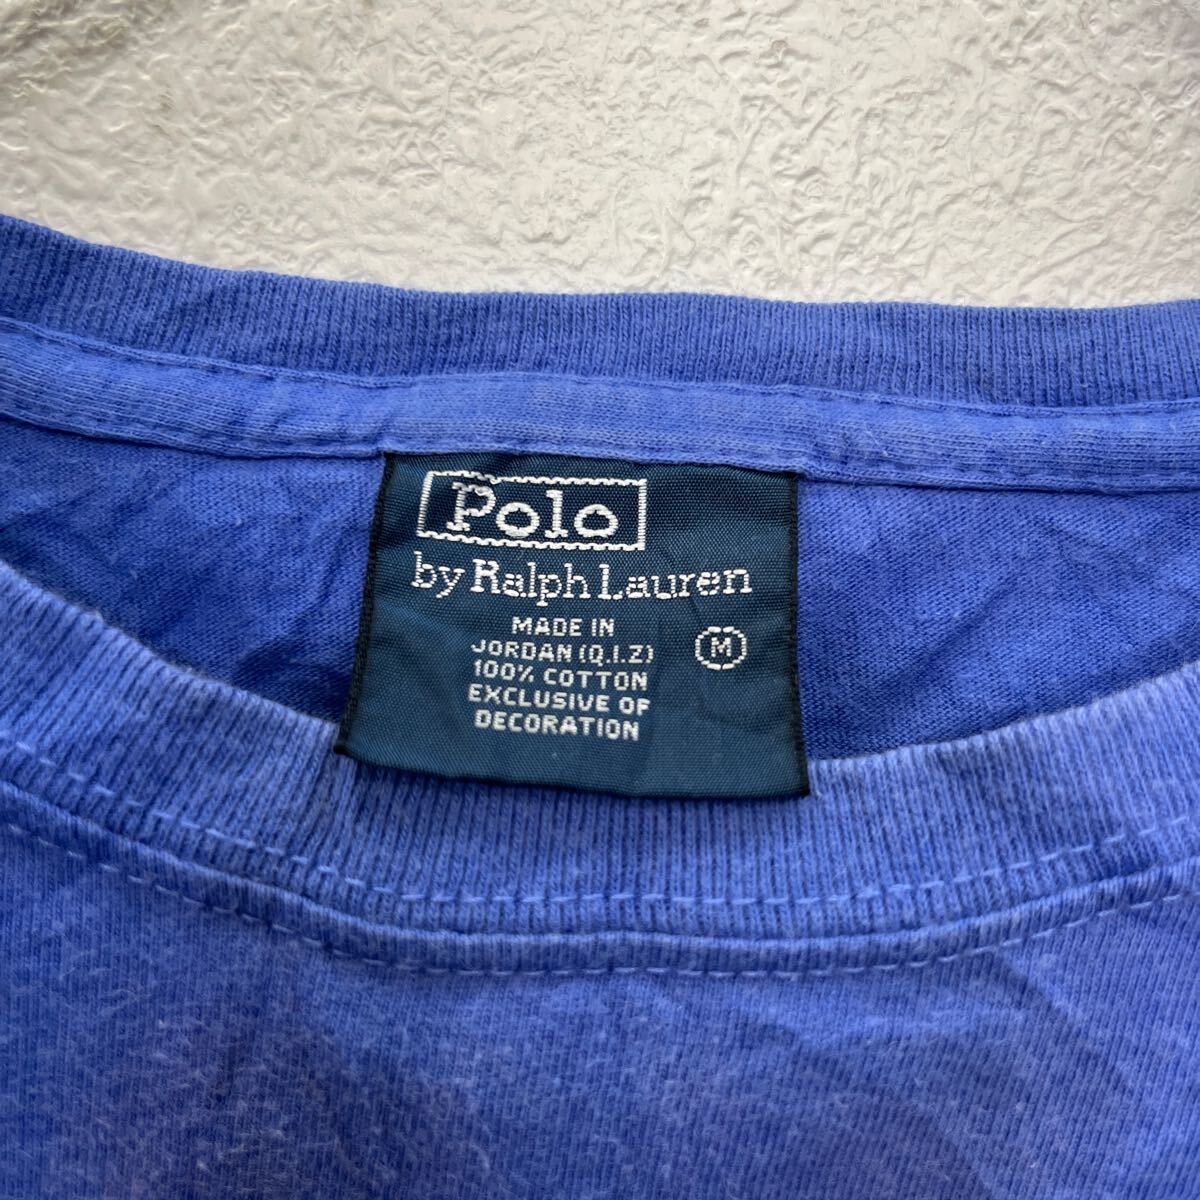 Polo
by Ralph Lauren
MADE IN
JORDAN (Q.I.Z)
100% COTTON
EXCLUSIVE OF
DECORATION
M